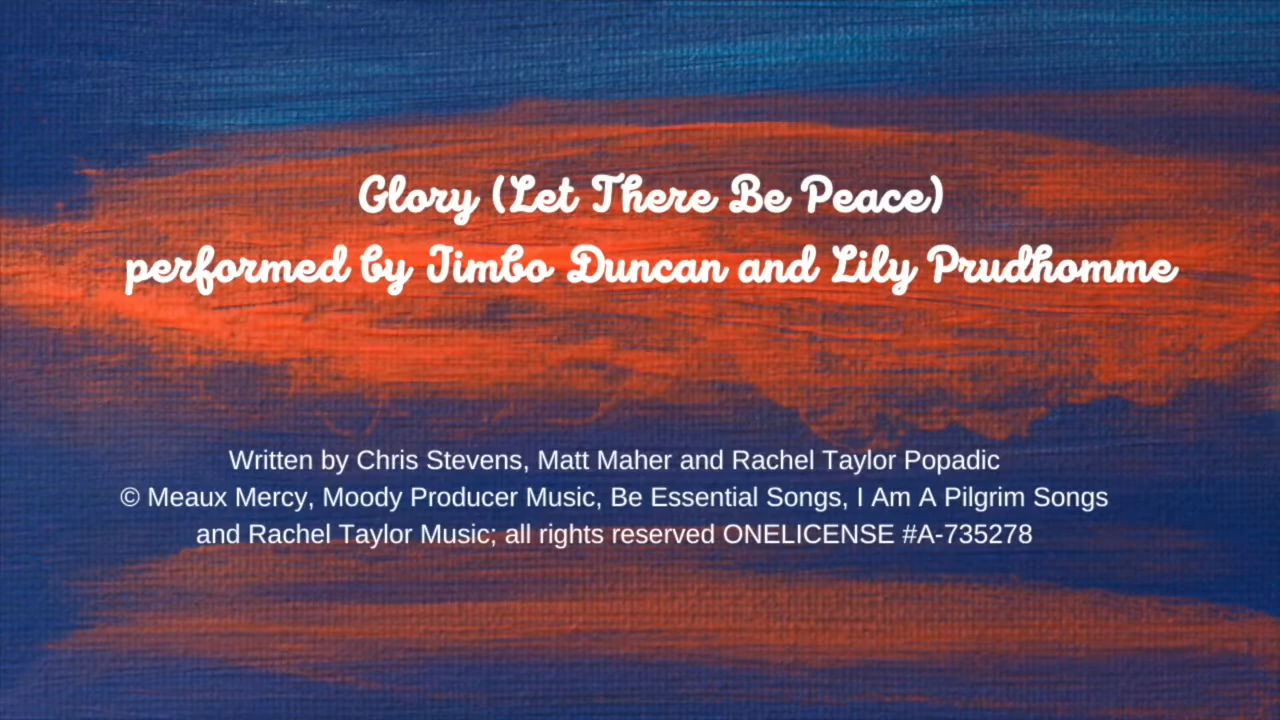 Glory (Let There Be Peace)
performed by Jimbo Duncan and Lily Prudhomme
Written by Chris Stevens, Matt Maher and Rachel Taylor Popadic
© Meaux Mercy, Moody Producer Music, Be Essential Songs, I Am A Pilgrim Songs
and Rachel Taylor Music; all rights reserved ONELICENSE #A-735278